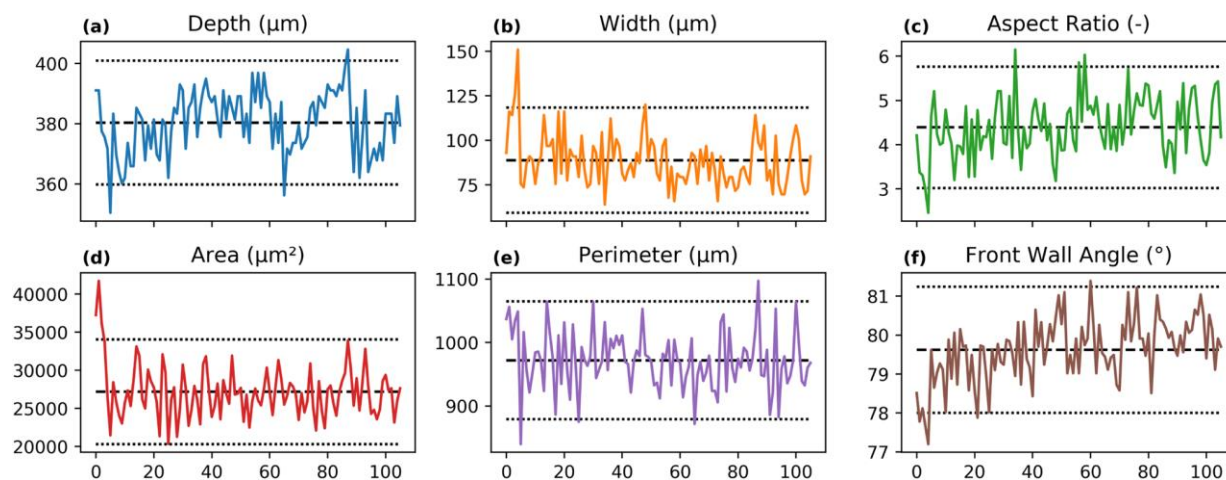 (a) Depth (μm)
(b) Width (μm)
(c) Aspect Ratio (-)
400
380
360
150
125
100
75
6
5
4
3
(d) Area (μm²)
(e) Perimeter (μm)
(f) Front Wall Angle (°)
40000
35000
30000
25000
20000
1100
1000
900
81
80
79
78
77
0 20 40 60 80 100
0 20 40 60 80 100
0 20 40 60 80 100